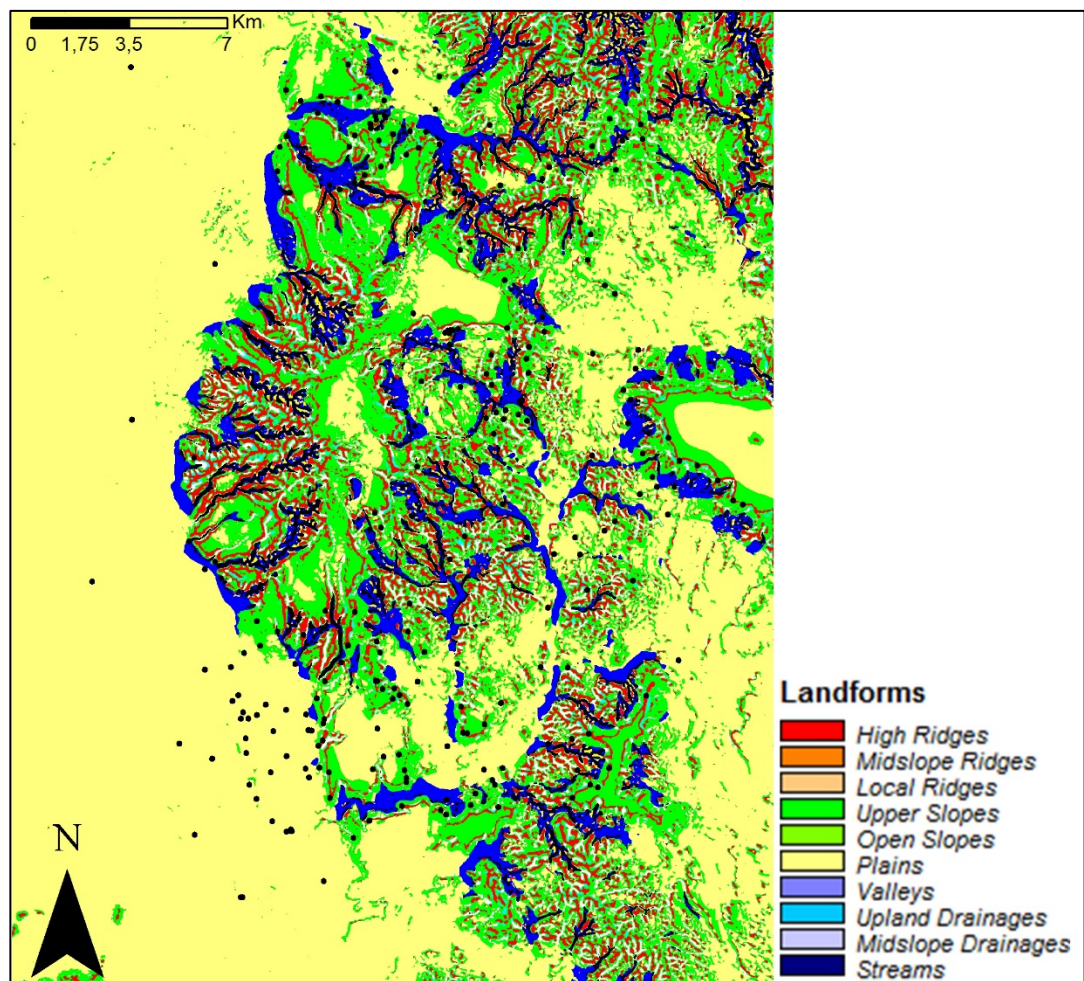 Km
0 1,75 3,5 7
N
Landforms
High Ridges
Midslope Ridges
Local Ridges
Upper Slopes
Open Slopes
Plains
Valleys
Upland Drainages
Midslope Drainages
Streams